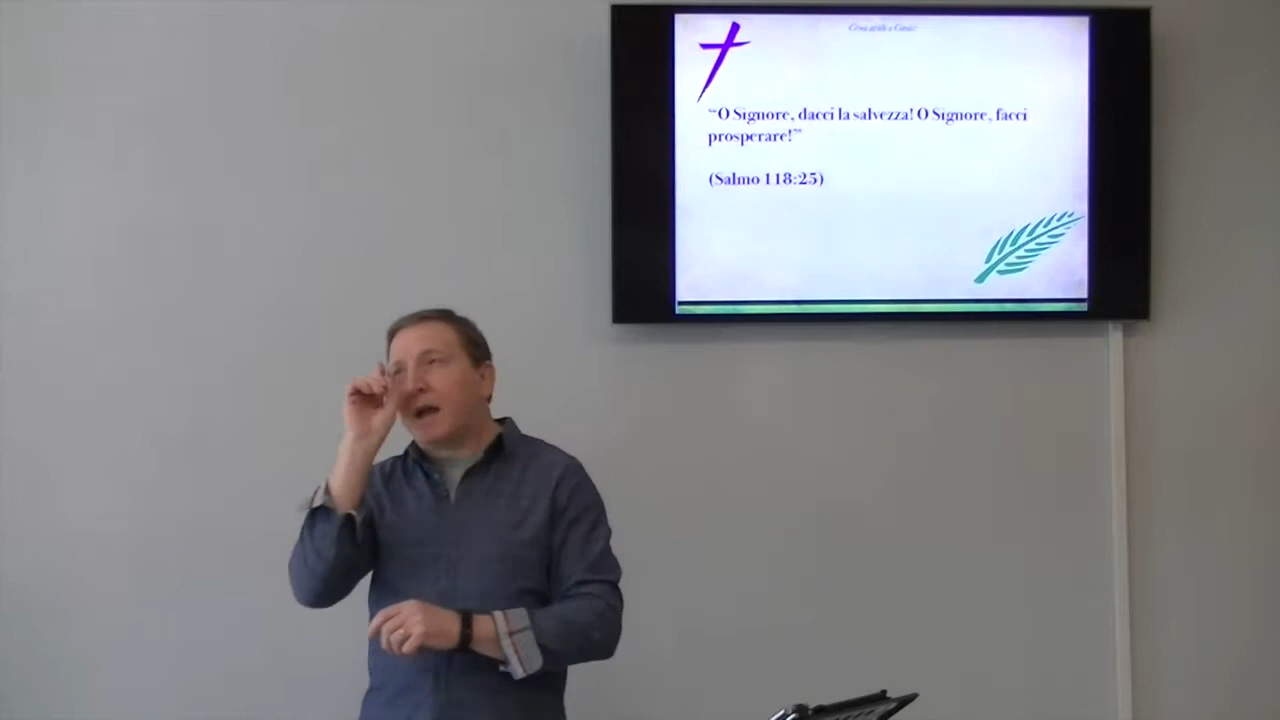 “O Signore, dacci la salvezza! O Signore, facci
prosperare!”
(Salmo 118:25)